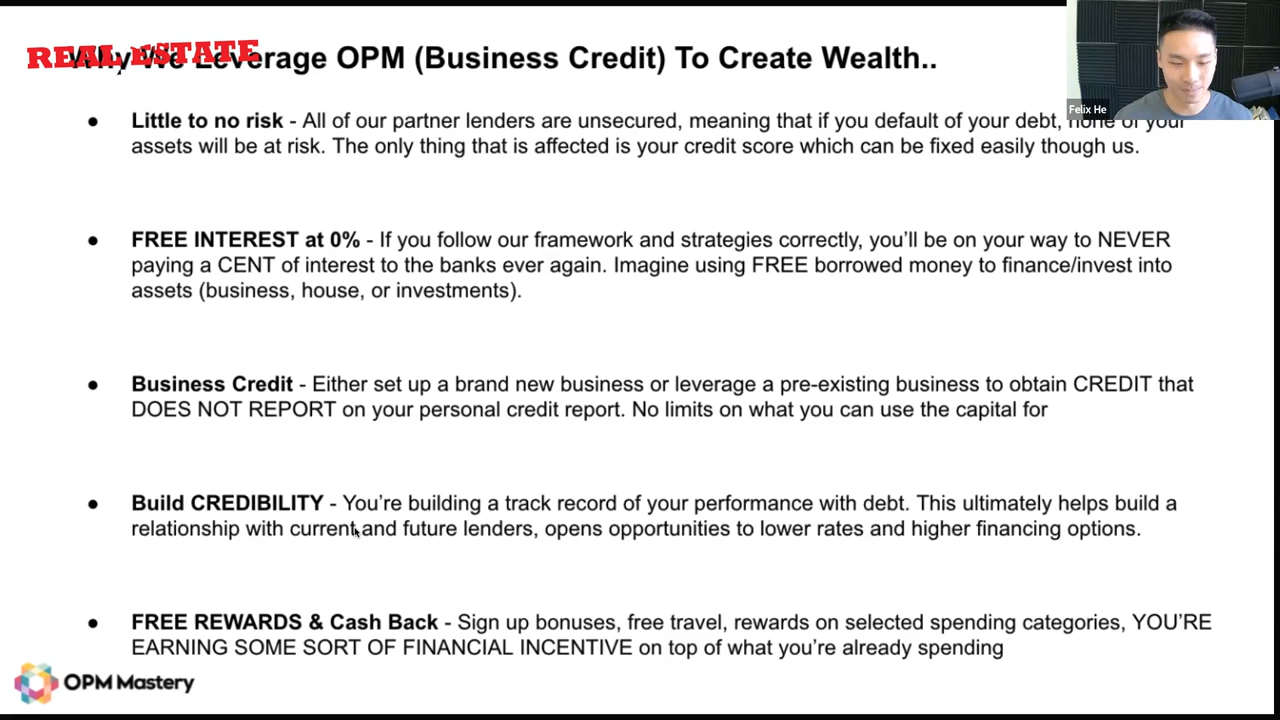 REAL ESTATE
Why We Leverage OPM (Business Credit) To Create Wealth..
Felix He
● Little to no risk - All of our partner lenders are unsecured, meaning that if you default of your debt, none of your
assets will be at risk. The only thing that is affected is your credit score which can be fixed easily though us.
● FREE INTEREST at 0% - If you follow our framework and strategies correctly, you'll be on your way to NEVER
paying a CENT of interest to the banks ever again. Imagine using FREE borrowed money to finance/invest into
assets (business, house, or investments).
● Business Credit - Either set up a brand new business or leverage a pre-existing business to obtain CREDIT that
DOES NOT REPORT on your personal credit report. No limits on what you can use the capital for
● Build CREDIBILITY - You're building a track record of your performance with debt. This ultimately helps build a
relationship with current and future lenders, opens opportunities to lower rates and higher financing options.
● FREE REWARDS & Cash Back - Sign up bonuses, free travel, rewards on selected spending categories, YOU'RE
EARNING SOME SORT OF FINANCIAL INCENTIVE on top of what you're already spending
OPM Mastery